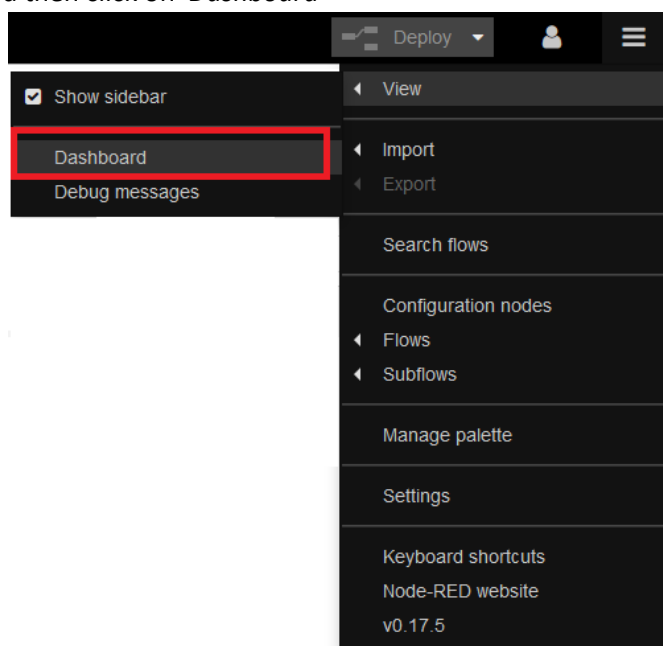 then click on 'Dashboard'
Deploy
Show sidebar
Dashboard
Debug messages
View
Import
Export
Search flows
Configuration nodes
Flows
Subflows
Manage palette
Settings
Keyboard shortcuts
Node-RED website
v0.17.5